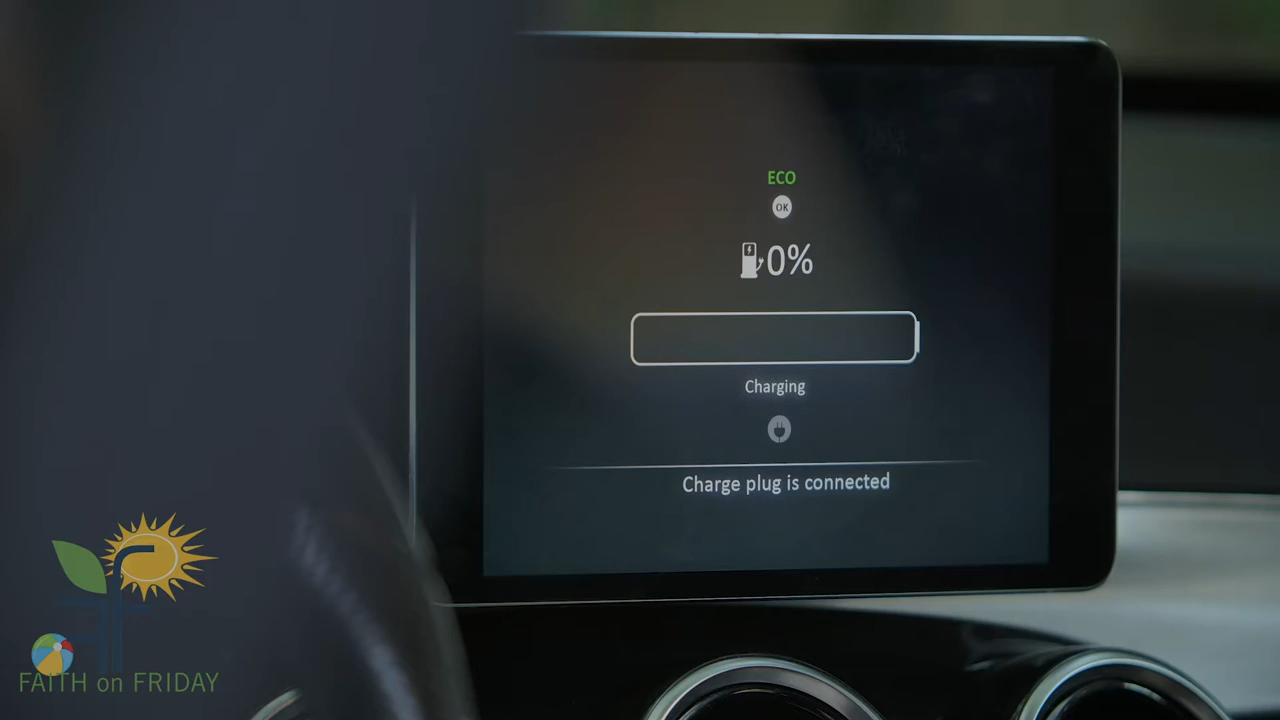 ECO
OK
0%
Charging
Charge plug is connected
FAITH on FRIDAY